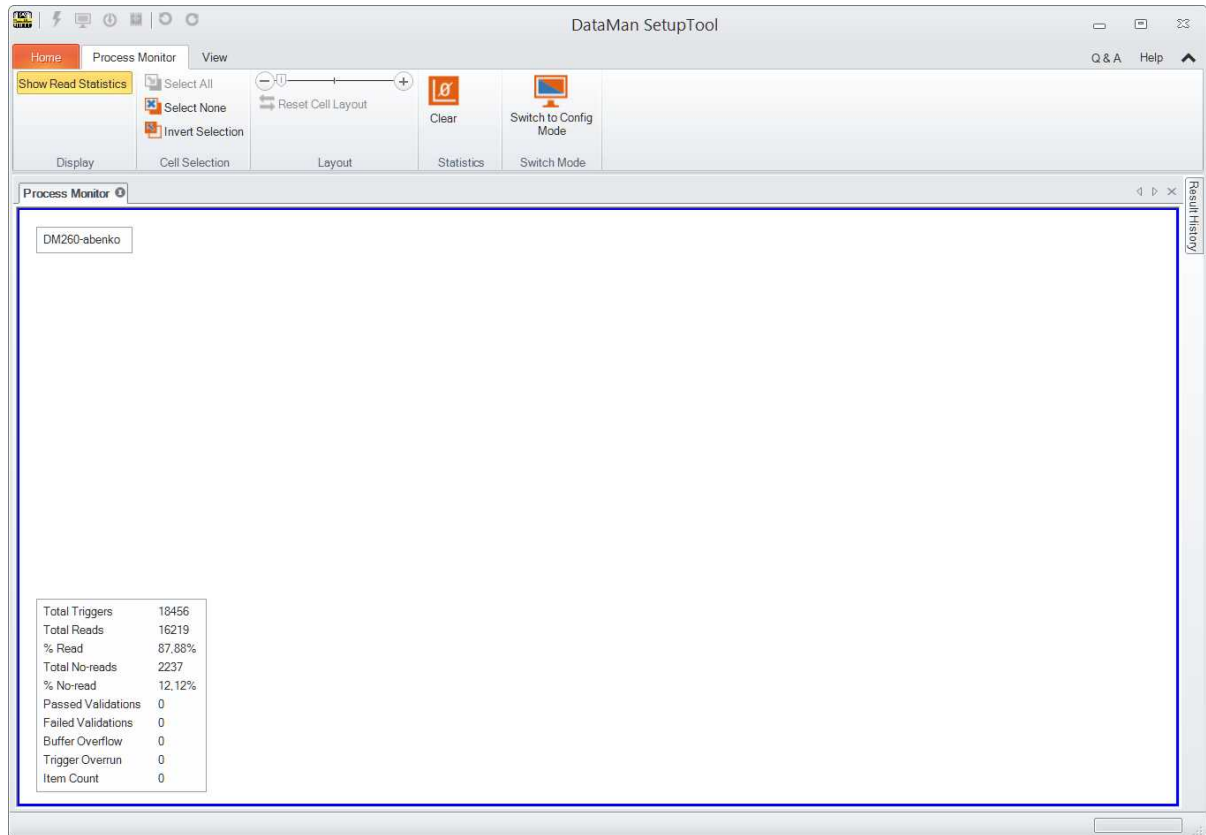 DataMan SetupTool
Home Process Monitor View Q & A Help
Show Read Statistics
Select All
Select None
Invert Selection
Reset Cell Layout
Clear
Switch to Config
Mode
Display Cell Selection Layout Statistics Switch Mode
Process Monitor
Result History
DM260-abenko
Total Triggers 18456
Total Reads 16219
% Read 87,88%
Total No-reads 2237
% No-read 12,12%
Passed Validations 0
Failed Validations 0
Buffer Overflow 0
Trigger Overrun 0
Item Count 0